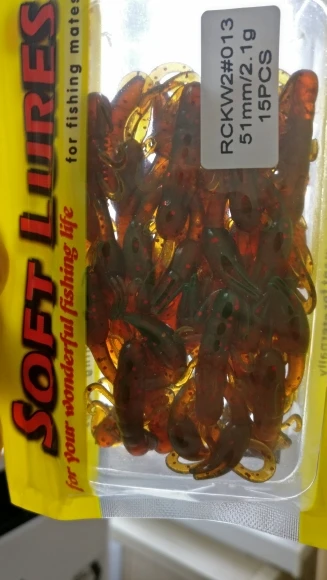 SOFT LURES
for fishing mates
for your wonderful fishing life
RCKW2#013
51mm/2.1g
15PCS